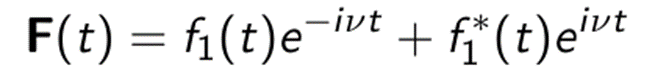 𝐅(t) = f₁(t)e^{−iνt} + f₁*(t)e^{iνt}